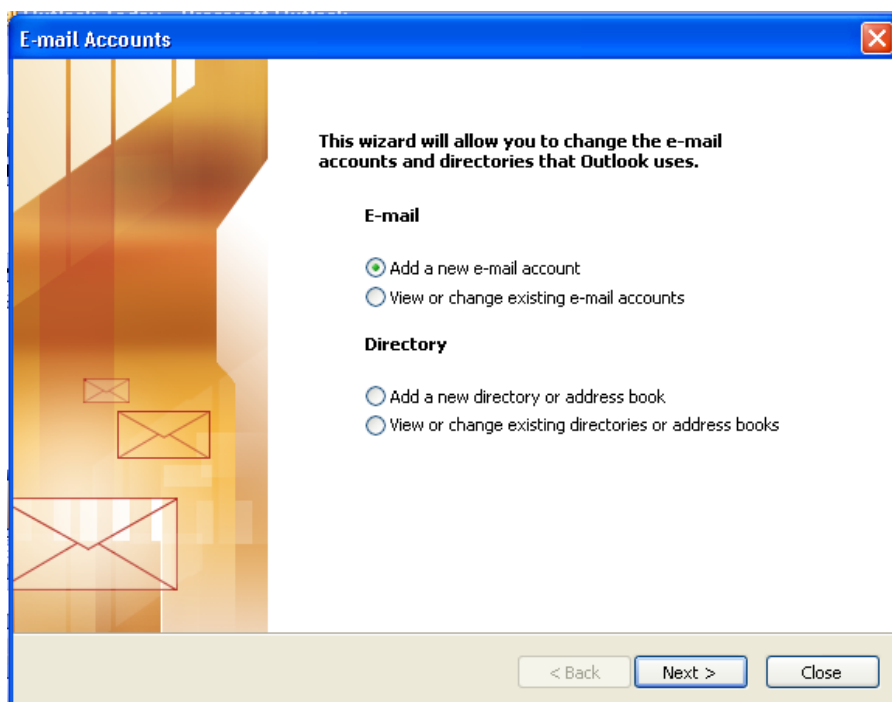 E-mail Accounts
This wizard will allow you to change the e-mail
accounts and directories that Outlook uses.
E-mail
Add a new e-mail account
View or change existing e-mail accounts
Directory
Add a new directory or address book
View or change existing directories or address books
< Back
Next >
Close